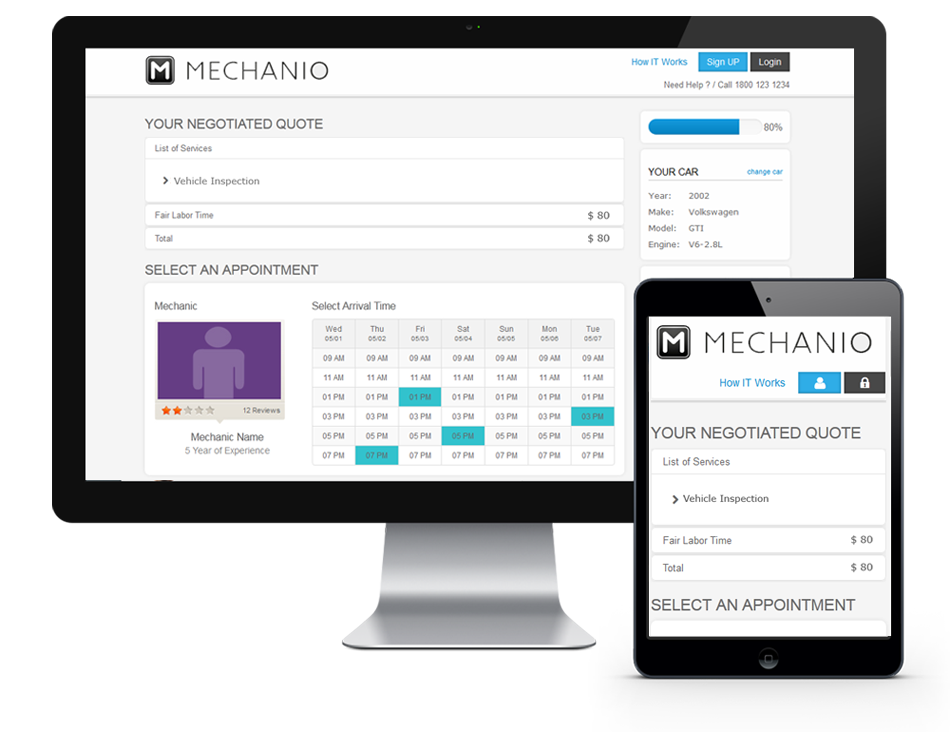 M MECHANIO
How IT Works Sign UP Login
Need Help ? / Call 1800 123 1234
YOUR NEGOTIATED QUOTE
List of Services
Vehicle Inspection
Fair Labor Time $ 80
Total $ 80
80%
YOUR CAR change car
Year: 2002
Make: Volkswagen
Model: GTI
Engine: V6-2.8L
SELECT AN APPOINTMENT
Mechanic
12 Reviews
Mechanic Name
5 Year of Experience
Select Arrival Time
Wed Thu Fri Sat Sun Mon Tue
05/01 05/02 05/03 05/04 05/05 05/06 05/07
09 AM 09 AM 09 AM 09 AM 09 AM 09 AM 09 AM
11 AM 11 AM 11 AM 11 AM 11 AM 11 AM 11 AM
01 PM 01 PM 01 PM 01 PM 01 PM 01 PM 01 PM
03 PM 03 PM 03 PM 03 PM 03 PM 03 PM 03 PM
05 PM 05 PM 05 PM 05 PM 05 PM 05 PM 05 PM
07 PM 07 PM 07 PM 07 PM 07 PM 07 PM 07 PM
M MECHANIO
How IT Works
YOUR NEGOTIATED QUOTE
List of Services
Vehicle Inspection
Fair Labor Time $ 80
Total $ 80
SELECT AN APPOINTMENT